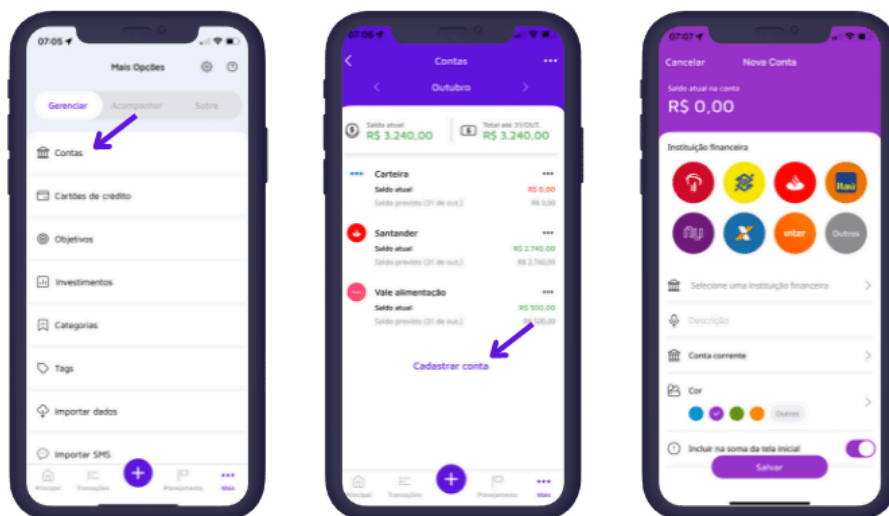 07:05
Mais Opções
Gerenciar
Acompanhar
Sobre
Contas
Cartões de crédito
Objetivos
Investimentos
Categorias
Tags
Importar dados
Importar SMS
Principal
Transações
Planejamento
Mais
07:06
Contas
Outubro
Saldo atual
R$ 3.240,00
Total até 31/OUT.
R$ 3.240,00
Carteira
Saldo atual
R$ 0,00
Saldo previsto (31 de out.)
R$ 0,00
Santander
Saldo atual
R$ 2.740,00
Saldo previsto (31 de out.)
R$ 2.740,00
Vale alimentação
Saldo atual
R$ 500,00
Saldo previsto (31 de out.)
R$ 500,00
Cadastrar conta
Principal
Transações
Planejamento
Mais
07:07
Cancelar
Nova Conta
Saldo atual na conta
R$ 0,00
Instituição financeira
Itaú
nu
inter
Outros
Selecione uma instituição financeira
Descrição
Conta corrente
Cor
Outros
Incluir na soma da tela inicial
Salvar